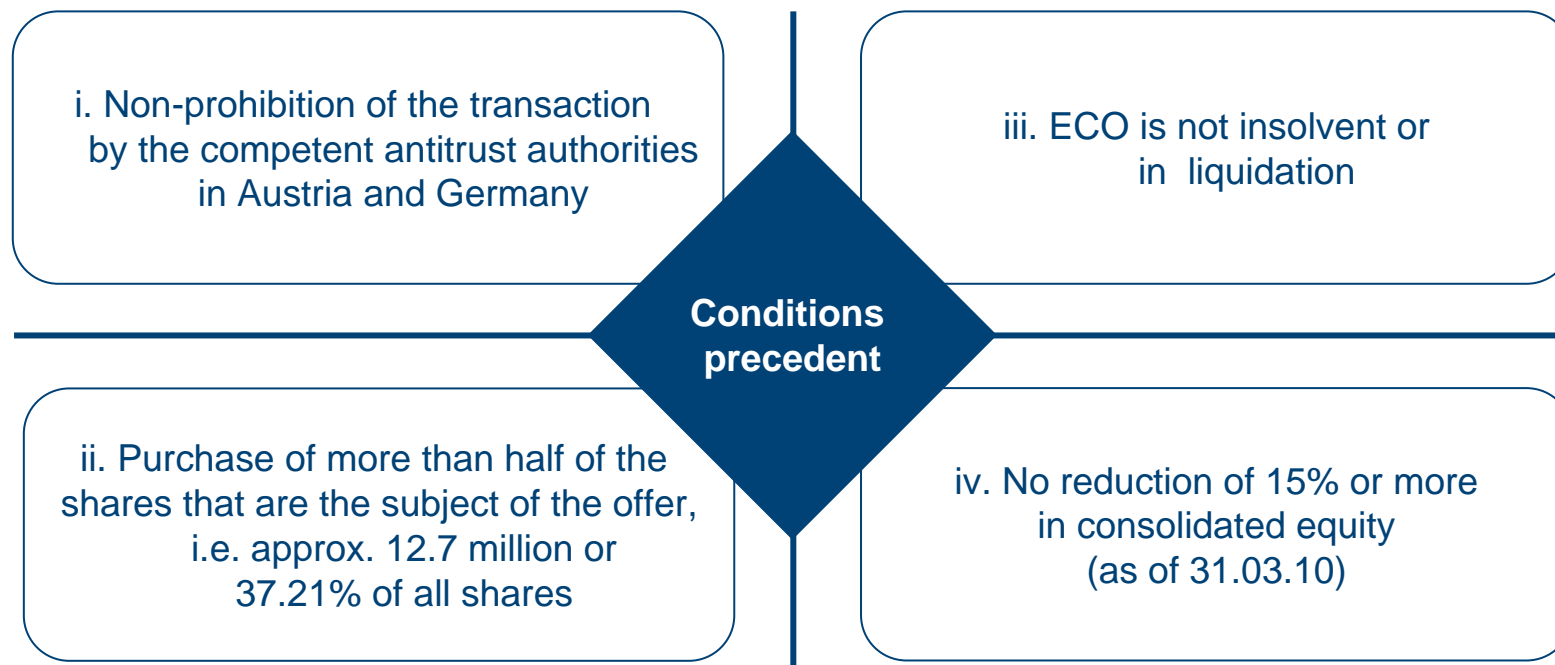 i. Non-prohibition of the transaction
by the competent antitrust authorities
in Austria and Germany
ii. Purchase of more than half of the
shares that are the subject of the offer,
i.e. approx. 12.7 million or
37.21% of all shares
Conditions
precedent
iii. ECO is not insolvent or
in liquidation
iv. No reduction of 15% or more
in consolidated equity
(as of 31.03.10)